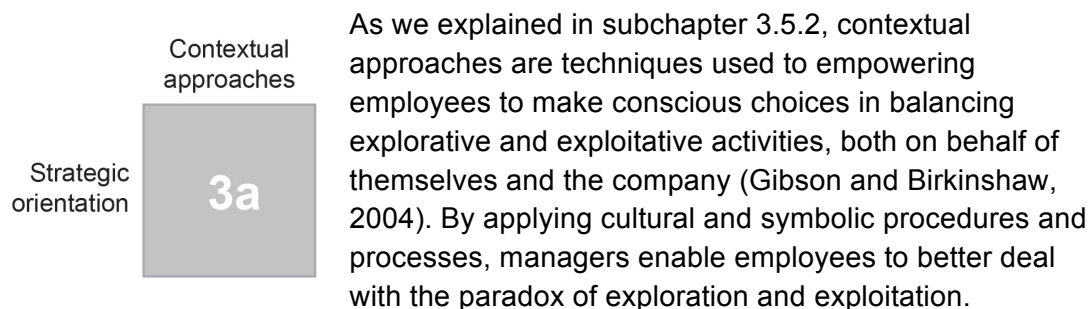 Contextual
approaches
Strategic
orientation
3a
As we explained in subchapter 3.5.2, contextual
approaches are techniques used to empowering
employees to make conscious choices in balancing
explorative and exploitative activities, both on behalf of
themselves and the company (Gibson and Birkinshaw,
2004). By applying cultural and symbolic procedures and
processes, managers enable employees to better deal
with the paradox of exploration and exploitation.